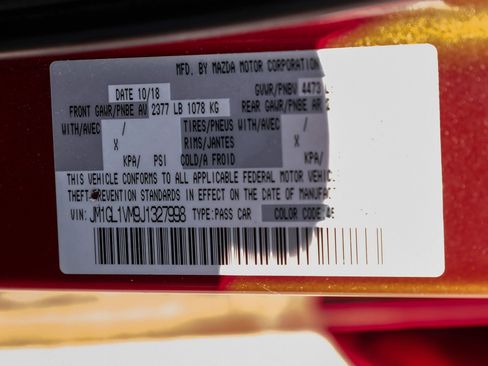 MFD. BY MAZDA MOTOR CORPORATION
DATE 10/18 GVWR/PNBV 4473 L
FRONT GAWR/PNBE AV 2377 LB 1078 KG REAR GAWR/PNBE AR 2
WITH/AVEC / TIRES/PNEUS WITH/AVEC /
X RIMS/JANTES X
KPA/ PSI COLD/A FROID KPA/
THIS VEHICLE CONFORMS TO ALL APPLICABLE FEDERAL MOTOR VEHIC
THEFT PREVENTION STANDARDS IN EFFECT ON THE DATE OF MANUFAC
VIN: JM1GL1VM9J1327998 TYPE:PASS CAR COLOR CODE:46